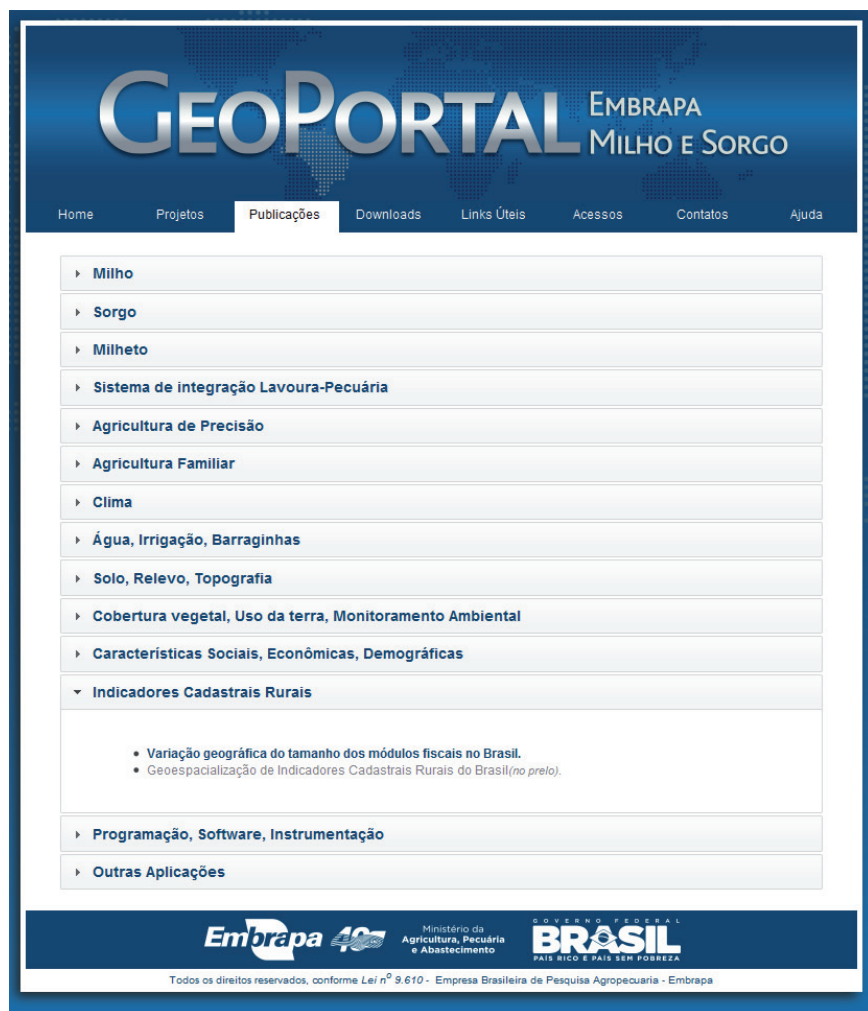 GEOPORTAL EMBRAPA
MILHO E SORGO
Home Projetos Publicações Downloads Links Úteis Acessos Contatos Ajuda
Milho
Sorgo
Milheto
Sistema de integração Lavoura-Pecuária
Agricultura de Precisão
Agricultura Familiar
Clima
Água, Irrigação, Barraginhas
Solo, Relevo, Topografia
Cobertura vegetal, Uso da terra, Monitoramento Ambiental
Características Sociais, Econômicas, Demográficas
Indicadores Cadastrais Rurais
• Variação geográfica do tamanho dos módulos fiscais no Brasil.
• Geoespacialização de Indicadores Cadastrais Rurais do Brasil(no prelo).
Programação, Software, Instrumentação
Outras Aplicações
Embrapa 40
Ministério da
Agricultura, Pecuária
e Abastecimento
GOVERNO FEDERAL
BRASIL
PAÍS RICO É PAÍS SEM POBREZA
Todos os direitos reservados, conforme Lei nº 9.610 - Empresa Brasileira de Pesquisa Agropecuaria - Embrapa